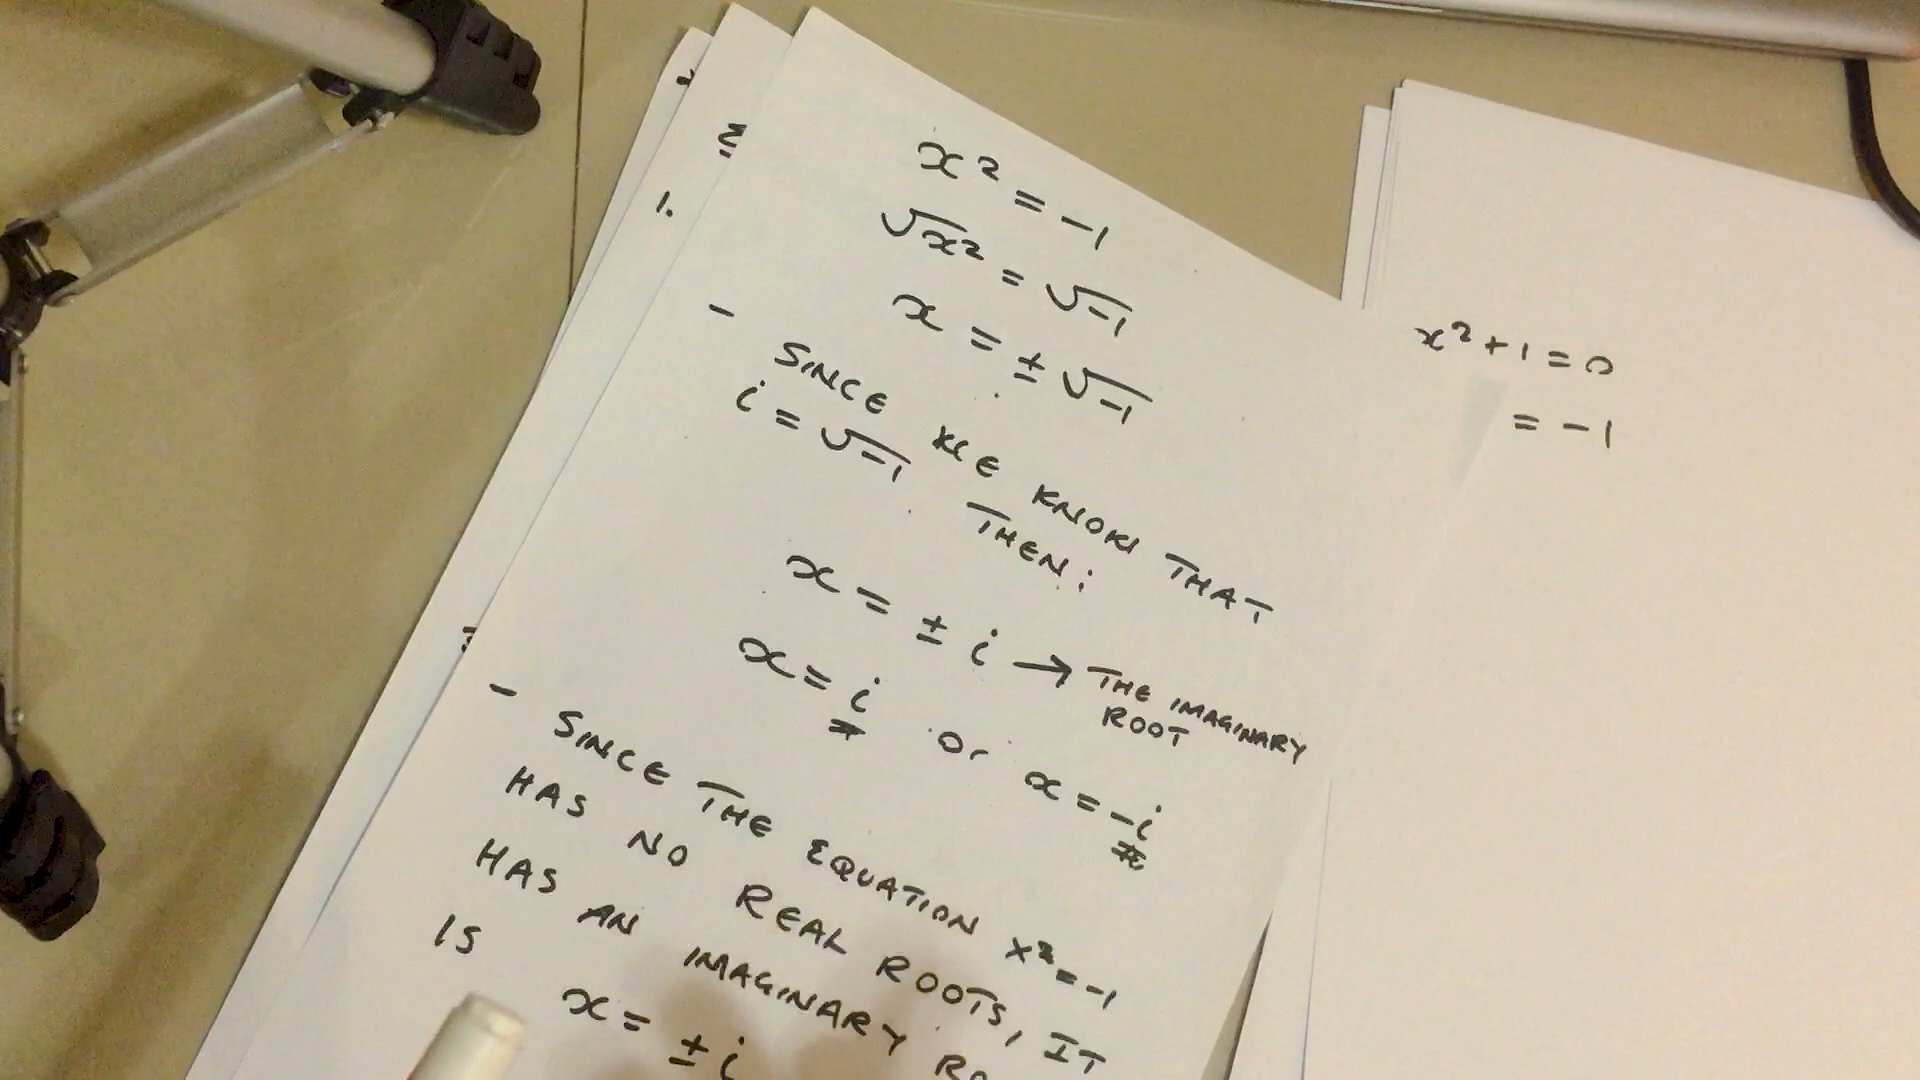 1.
x² = -1
√x² = √-1
x = ± √-1
- SINCE WE KNOW THAT
i = √-1 THEN:
x = ± i → THE IMAGINARY
ROOT
x = i or x = -i
- SINCE THE EQUATION x² = -1
HAS NO REAL ROOTS, IT
HAS AN IMAGINARY
IS
x = ± i
x² + 1 = 0
= -1